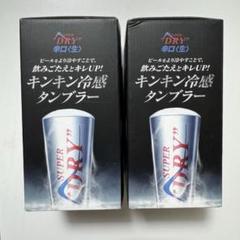 DRY"
辛口〈生〉
ビールをより冷やすことで、
飲みごたえとキレUP!
キンキン冷感
タンブラー
SUPER
"DRY"
DRY"
辛口〈生〉
ビールをより冷やすことで、
飲みごたえとキレUP!
キンキン冷感
タンブラー
SUPER
"DRY"